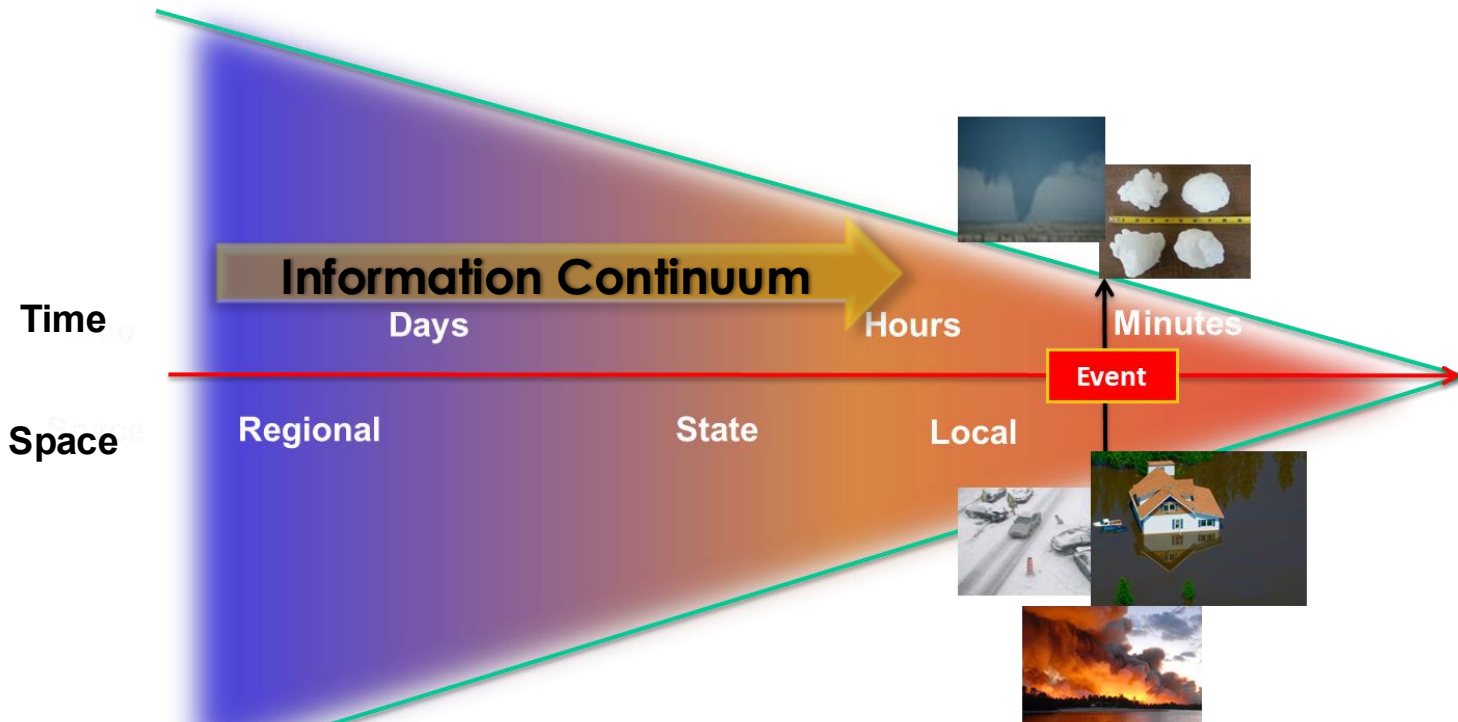 Information Continuum
Time
Days
Hours
Minutes
Event
Space
Regional
State
Local